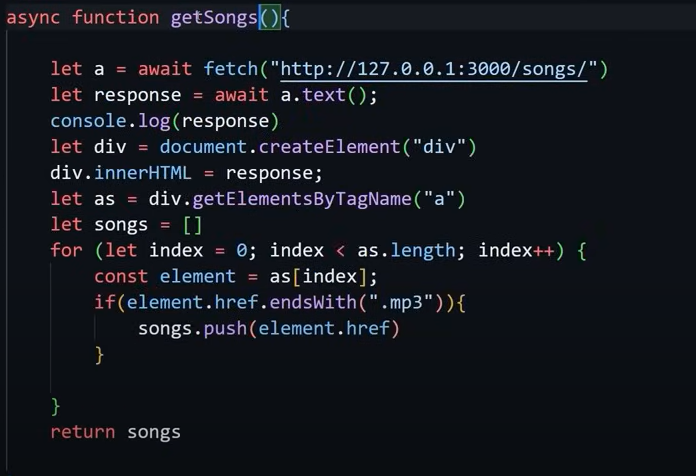 async function getSongs(){
let a = await fetch("http://127.0.0.1:3000/songs/")
let response = await a.text();
console.log(response)
let div = document.createElement("div")
div.innerHTML = response;
let as = div.getElementsByTagName("a")
let songs = []
for (let index = 0; index < as.length; index++) {
const element = as[index];
if(element.href.endsWith(".mp3")){
songs.push(element.href)
}
}
return songs